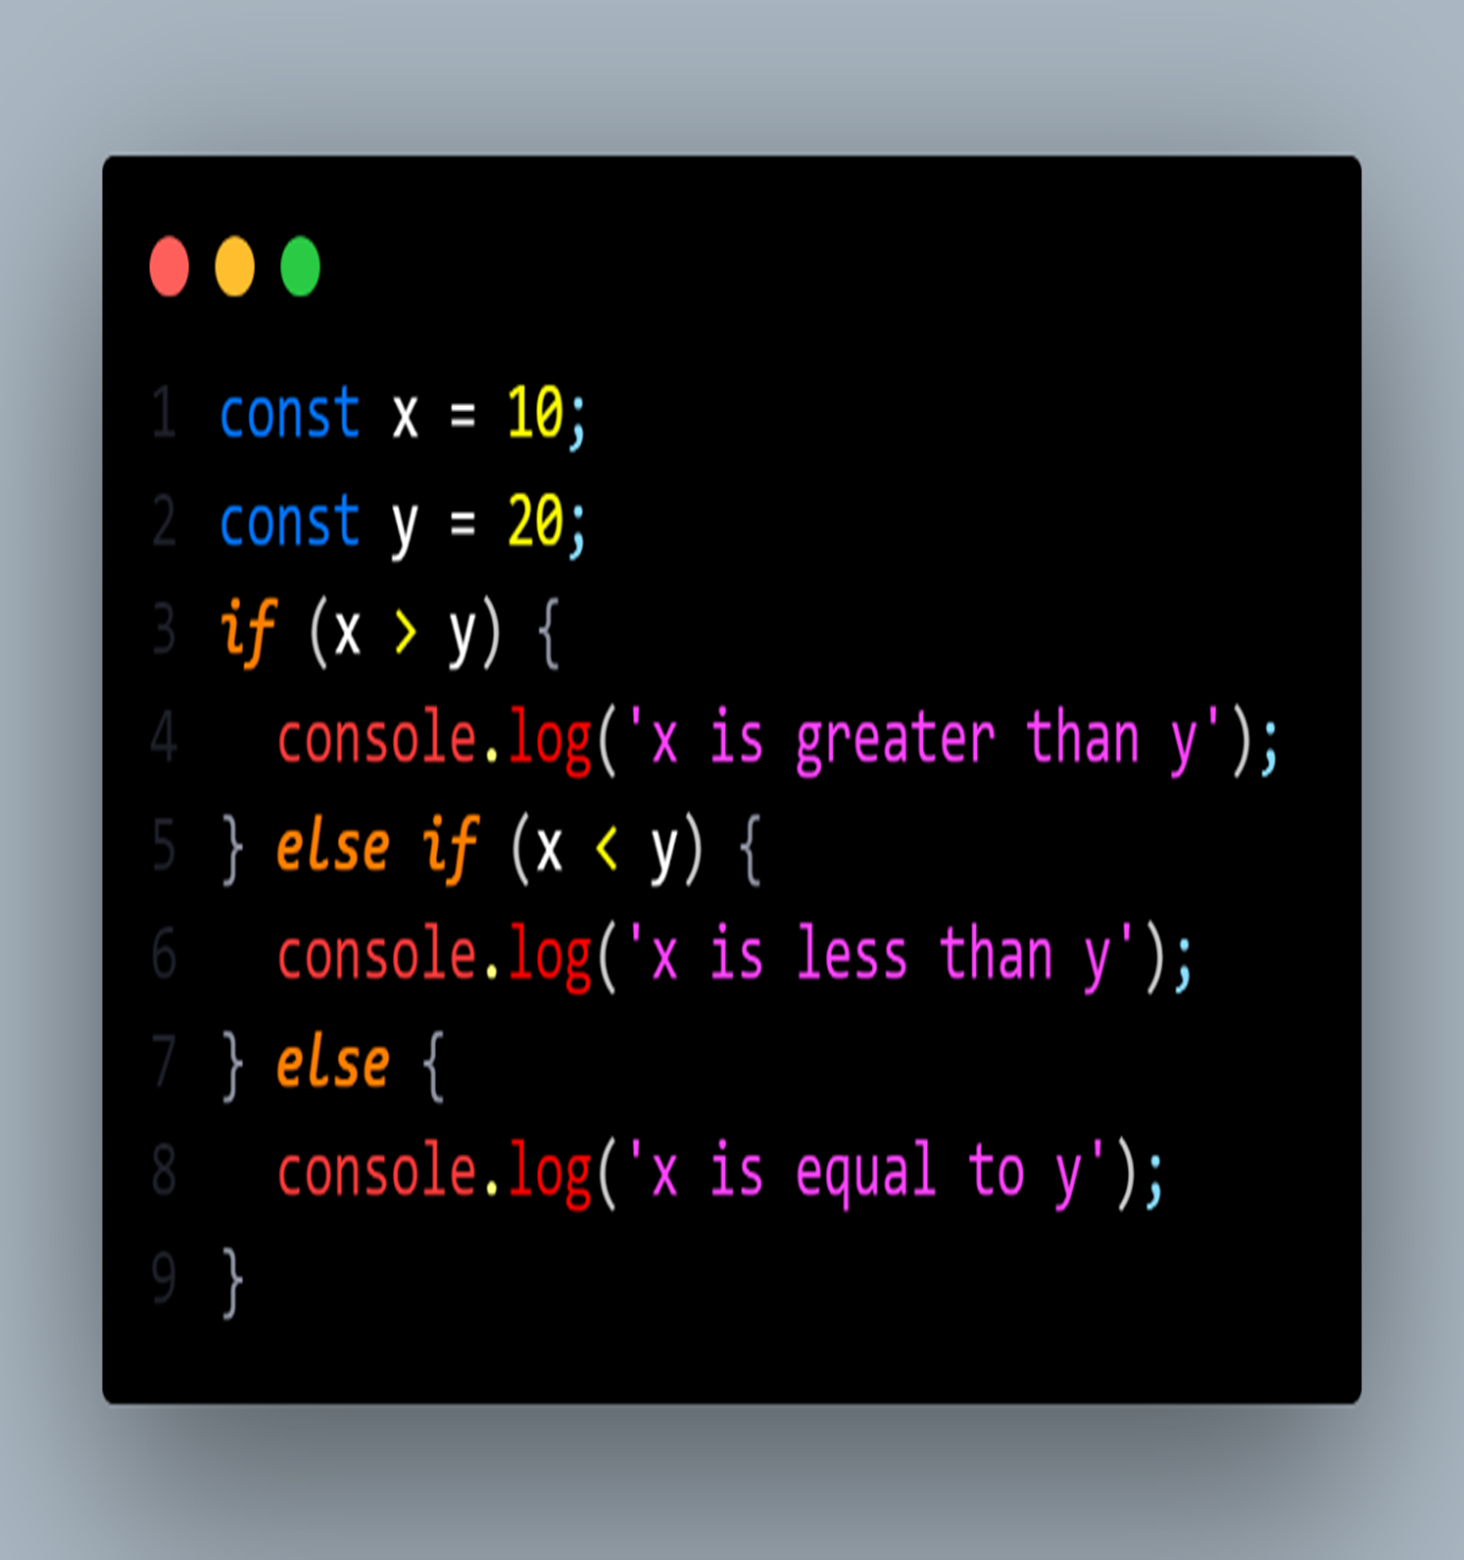 1 const x = 10;
2 const y = 20;
3 if (x > y) {
4   console.log('x is greater than y');
5 } else if (x < y) {
6   console.log('x is less than y');
7 } else {
8   console.log('x is equal to y');
9 }